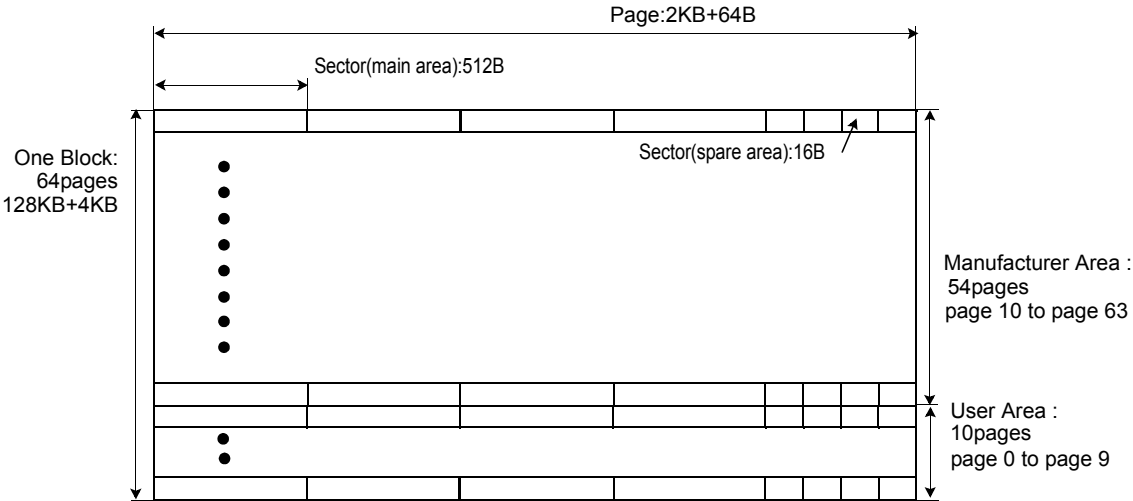 Page:2KB+64B
Sector(main area):512B
One Block:
64pages
128KB+4KB
Sector(spare area):16B
Manufacturer Area :
54pages
page 10 to page 63
User Area :
10pages
page 0 to page 9